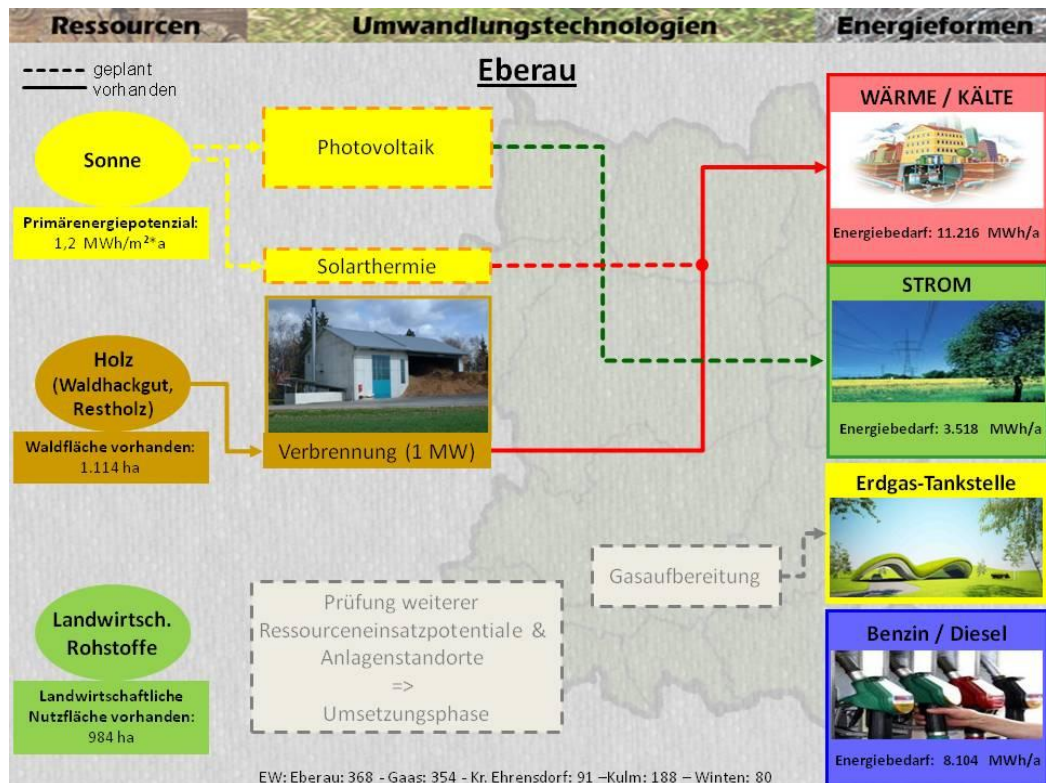 Ressourcen
Umwandlungstechnologien
Energieformen
geplant
vorhanden
Eberau
Sonne
Primärenergiepotenzial:
1,2 MWh/m²*a
Photovoltaik
Solarthermie
Holz
(Waldhackgut,
Restholz)
Waldfläche vorhanden:
1.114 ha
Verbrennung (1 MW)
Landwirtsch.
Rohstoffe
Landwirtschaftliche
Nutzfläche vorhanden:
984 ha
Prüfung weiterer
Ressourceneinsatzpotentiale &
Anlagenstandorte
=>
Umsetzungsphase
Gasaufbereitung
WÄRME / KÄLTE
Energiebedarf: 11.216 MWh/a
STROM
Energiebedarf: 3.518 MWh/a
Erdgas-Tankstelle
Benzin / Diesel
Energiebedarf: 8.104 MWh/a
EW: Eberau: 368 - Gaas: 354 - Kr. Ehrensdorf: 91 –Kulm: 188 – Winten: 80